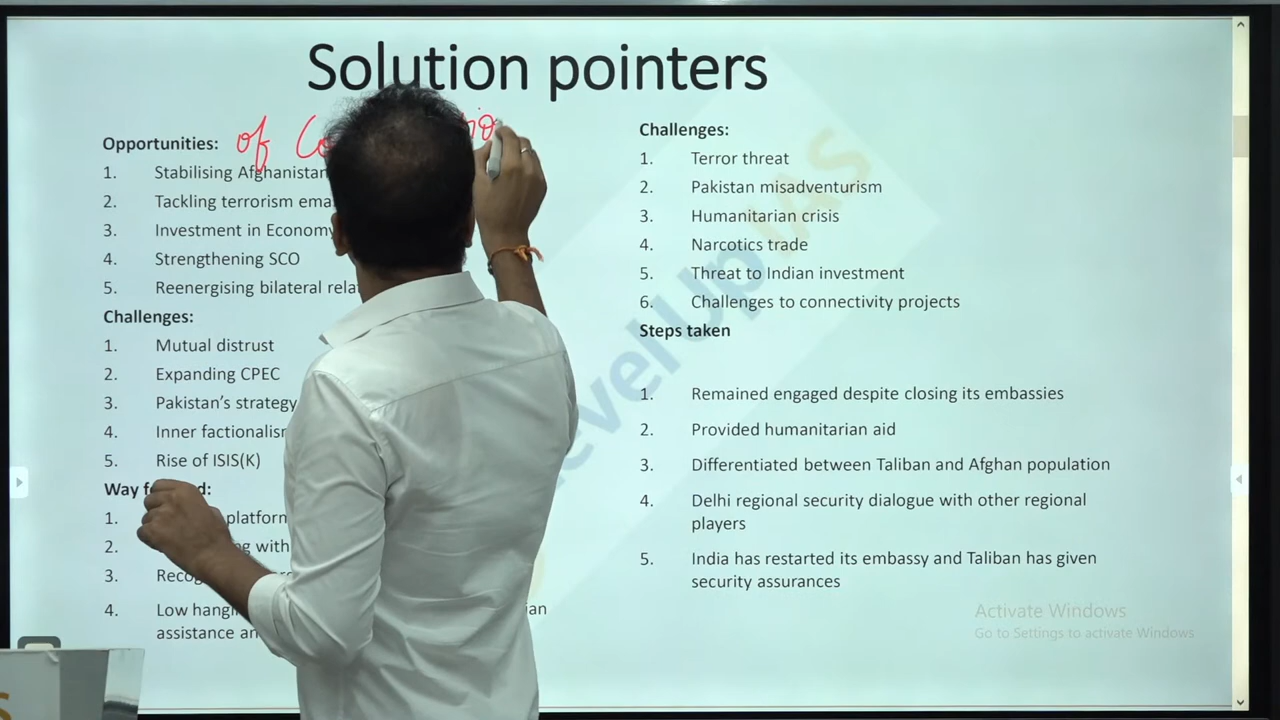 Solution pointers
Opportunities: of
1. Stabilising Afghanistan
2. Tackling terrorism
3. Investment in Economy
4. Strengthening SCO
5. Reenergising bilateral
Challenges:
1. Mutual distrust
2. Expanding CPEC
3. Pakistan's strategy
4. Inner
5. Rise of ISIS(K)
Way
1. platform
2. with
3.
4. Low
assistance
Challenges:
1. Terror threat
2. Pakistan misadventurism
3. Humanitarian crisis
4. Narcotics trade
5. Threat to Indian investment
6. Challenges to connectivity projects
Steps taken
1. Remained engaged despite closing its embassies
2. Provided humanitarian aid
3. Differentiated between Taliban and Afghan population
4. Delhi regional security dialogue with other regional
players
5. India has restarted its embassy and Taliban has given
security assurances
Activate Windows
Go to Settings to activate Windows